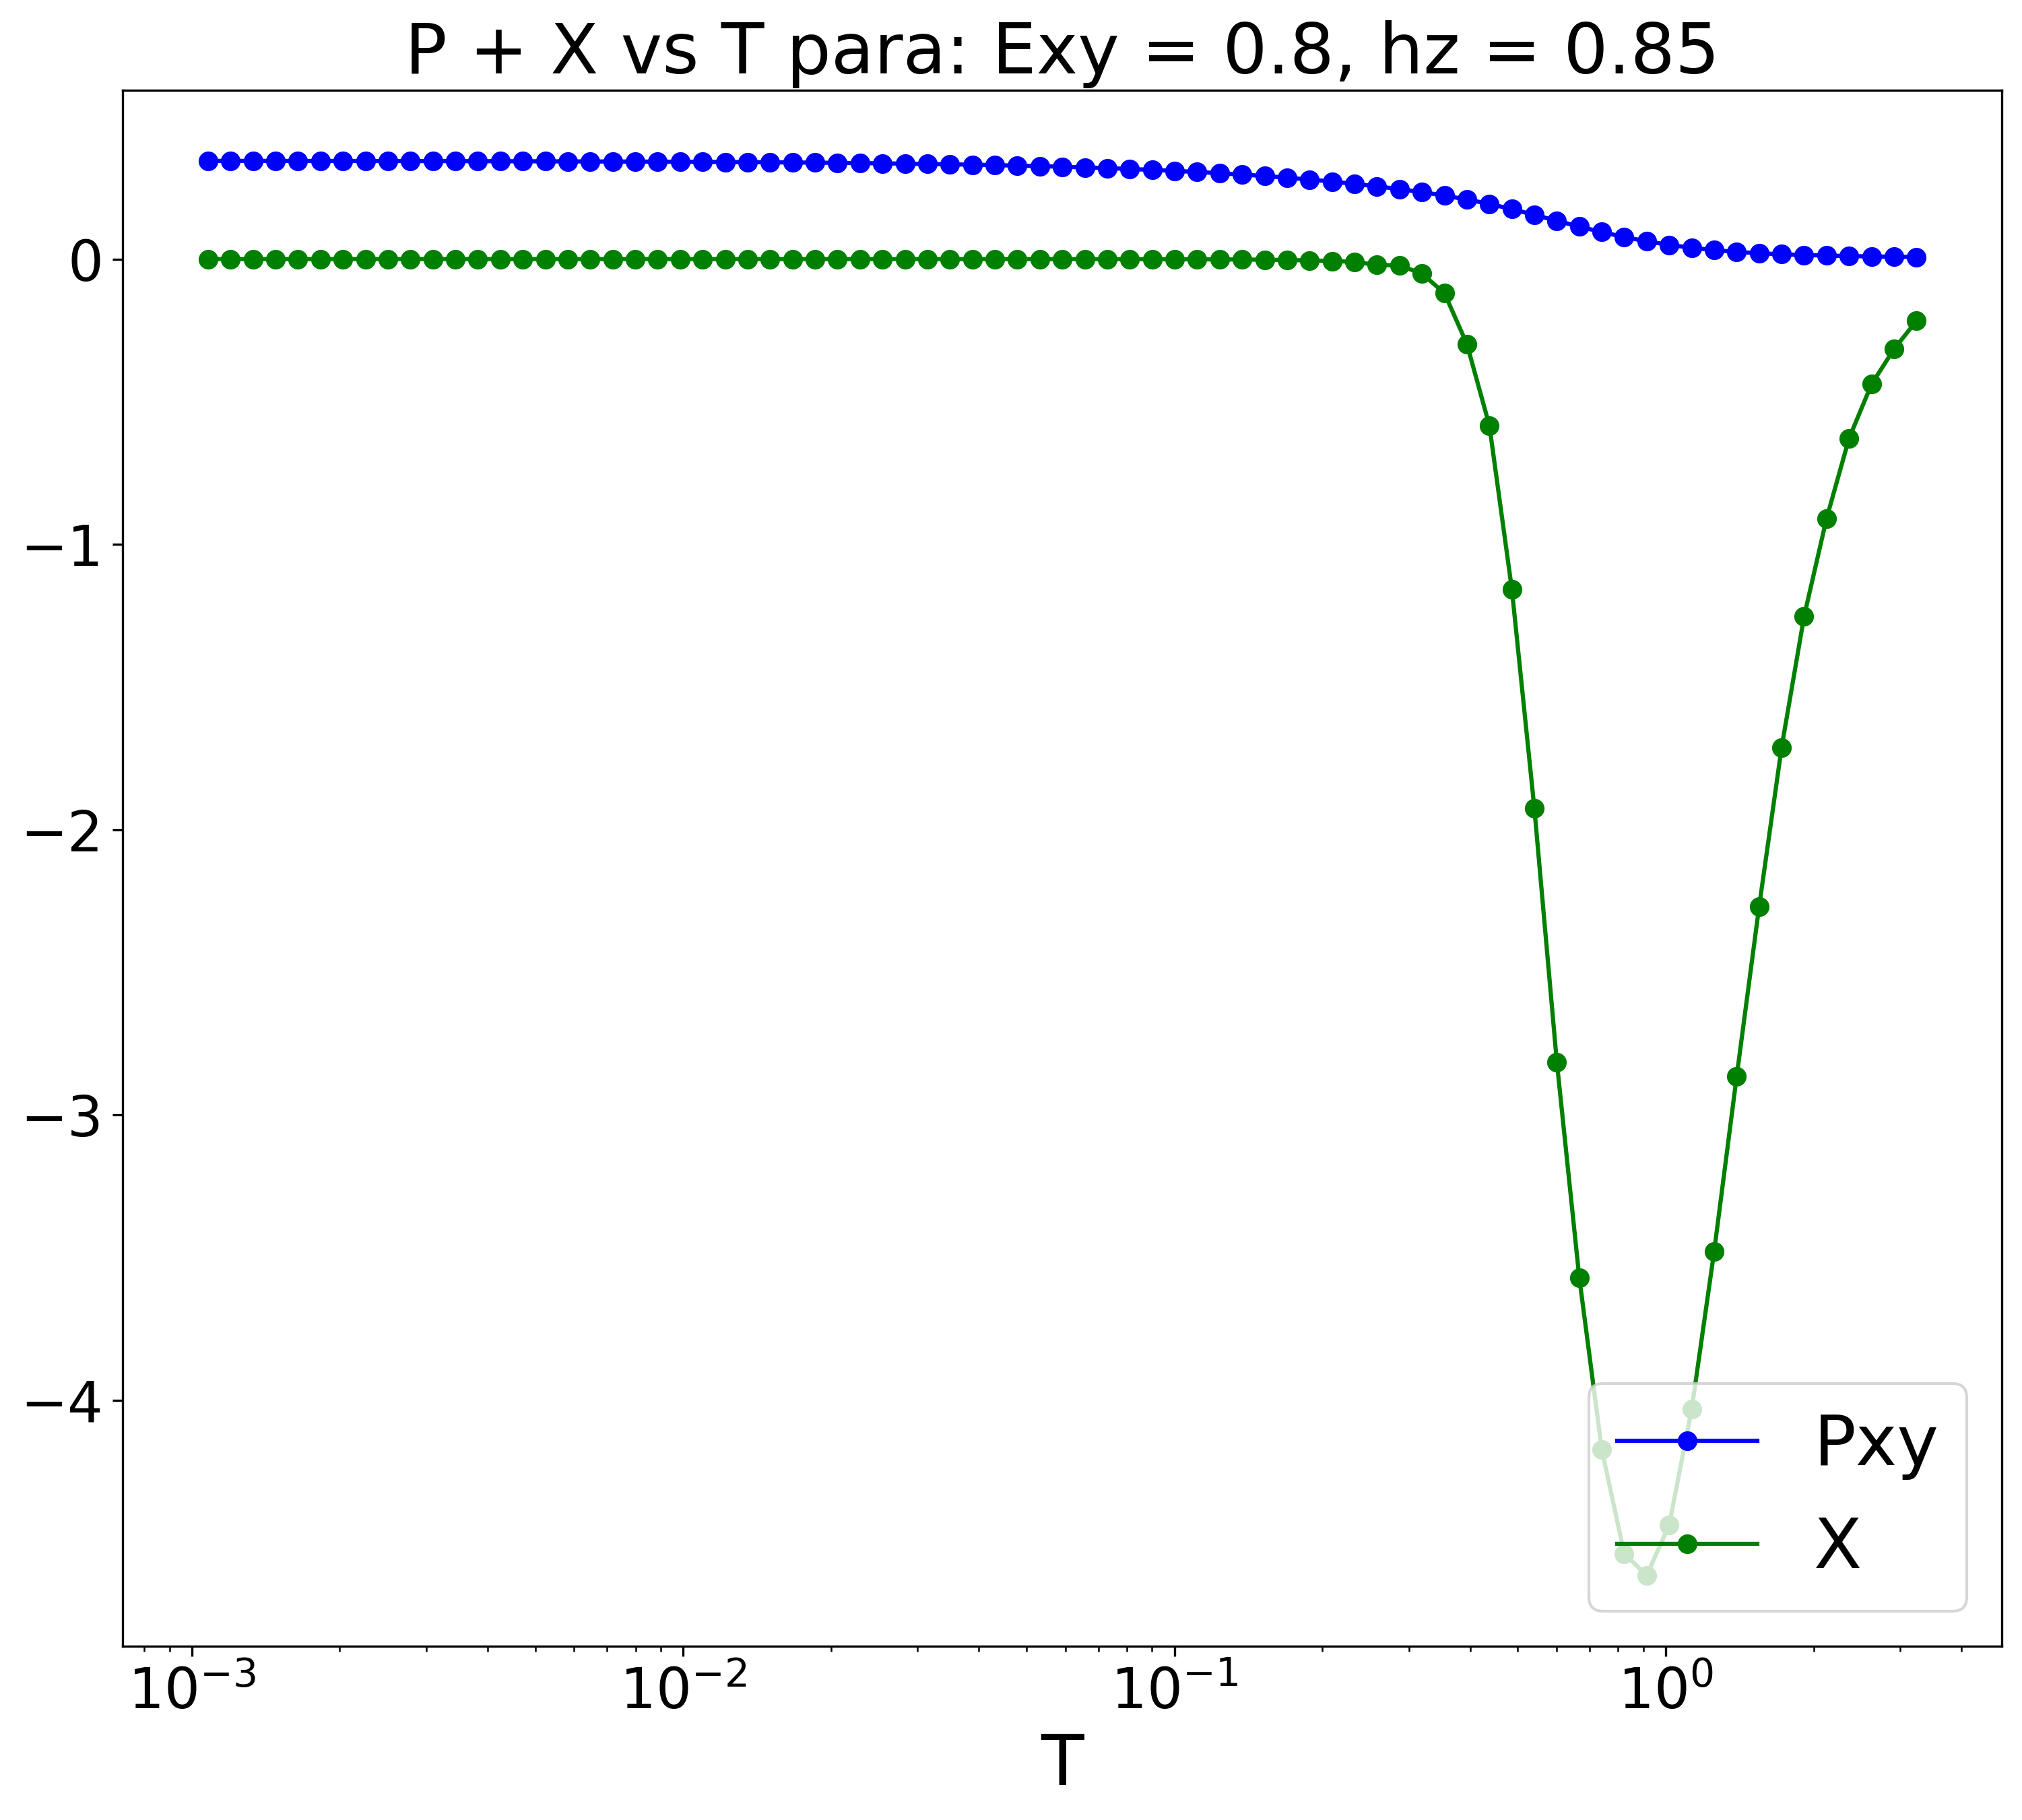 P + X vs T para: Exy = 0.8, hz = 0.85
0
−1
−2
−3
−4
Pxy
X
10⁻³ 10⁻² 10⁻¹ 10⁰
T